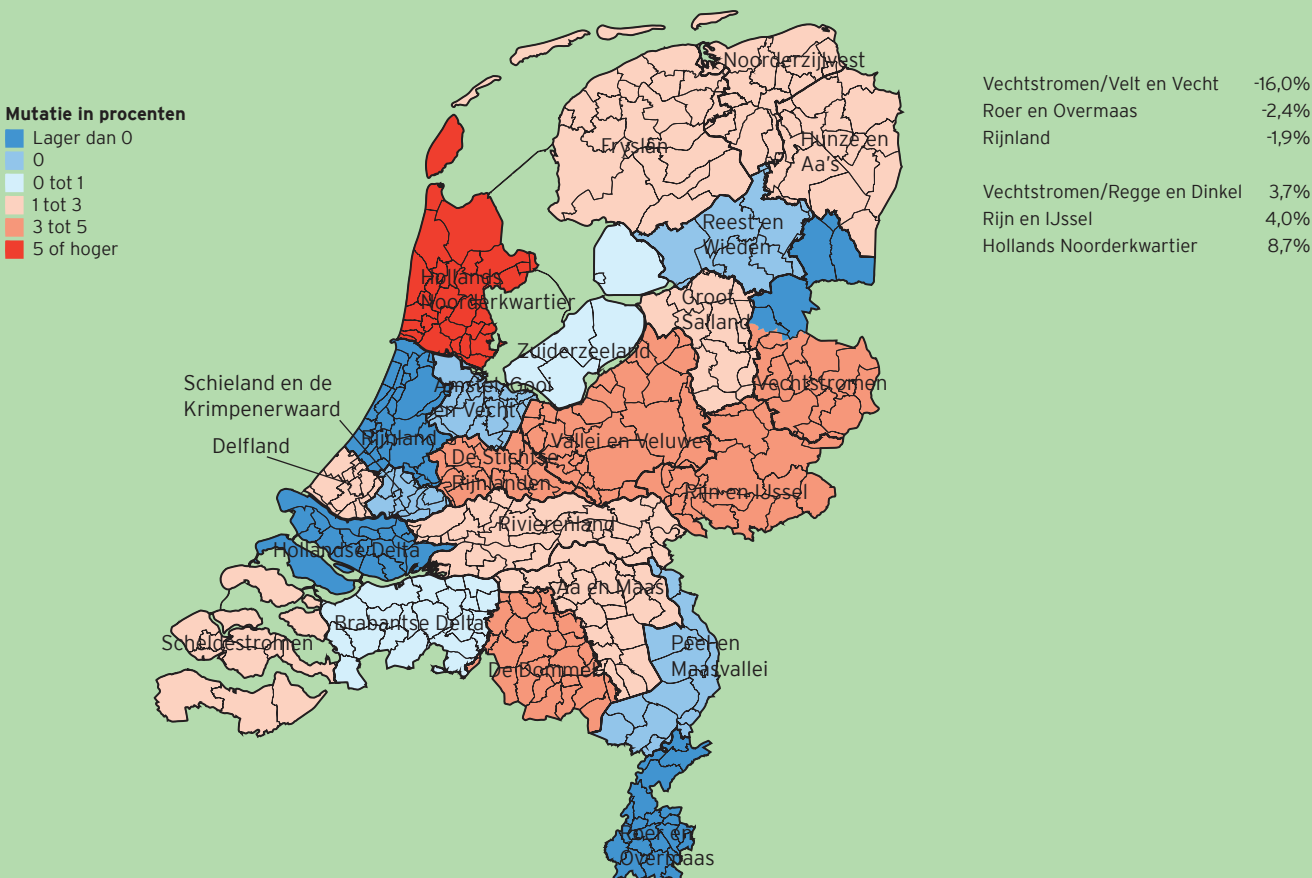 Mutatie in procenten
Lager dan 0
0
0 tot 1
1 tot 3
3 tot 5
5 of hoger
Noorderzijlvest
Fryslân
Hunze en
Aa's
Reest en
Wieden
Hollands
Noorderkwartier
Groot
Salland
Zuiderzeeland
Schieland en de
Krimpenerwaard
Amstel, Gooi
en Vecht
Vechtstromen
Delfland
Rijnland
Vallei en Veluwe
De Stichtse
Rijnlanden
Rijn en IJssel
Rivierenland
Hollandse Delta
Aa en Maas
Brabantse Delta
Scheldestromen
Peel en
Maasvallei
De Dommel
Roer en
Overmaas
Vechtstromen/Velt en Vecht -16,0%
Roer en Overmaas -2,4%
Rijnland -1,9%
Vechtstromen/Regge en Dinkel 3,7%
Rijn en IJssel 4,0%
Hollands Noorderkwartier 8,7%